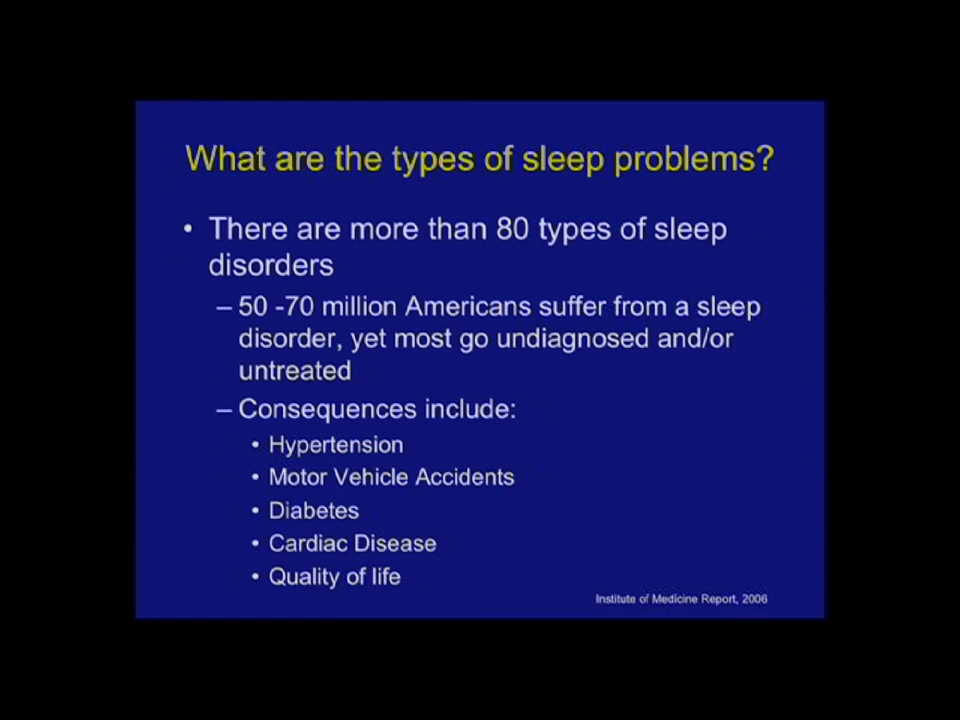 What are the types of sleep problems?
• There are more than 80 types of sleep
disorders
– 50 -70 million Americans suffer from a sleep
disorder, yet most go undiagnosed and/or
untreated
– Consequences include:
• Hypertension
• Motor Vehicle Accidents
• Diabetes
• Cardiac Disease
• Quality of life
Institute of Medicine Report, 2006